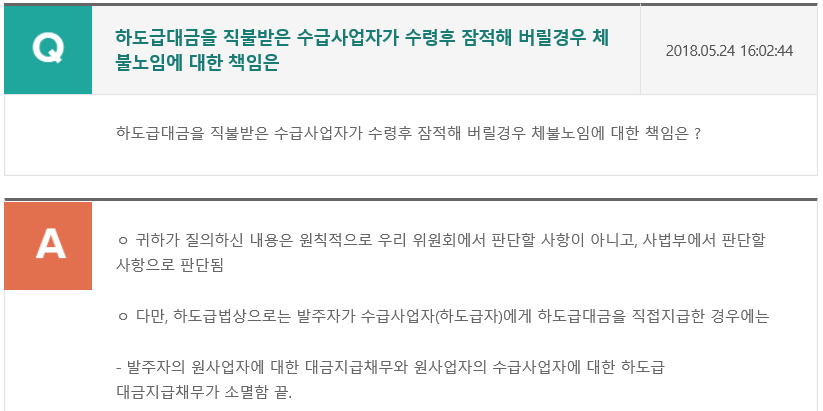 Q
하도급대금을 직불받은 수급사업자가 수령후 잠적해 버릴경우 체
불노임에 대한 책임은
2018.05.24 16:02:44
하도급대금을 직불받은 수급사업자가 수령후 잠적해 버릴경우 체불노임에 대한 책임은 ?
A
ㅇ 귀하가 질의하신 내용은 원칙적으로 우리 위원회에서 판단할 사항이 아니고, 사법부에서 판단할
사항으로 판단됨
ㅇ 다만, 하도급법상으로는 발주자가 수급사업자(하도급자)에게 하도급대금을 직접지급한 경우에는
- 발주자의 원사업자에 대한 대금지급채무와 원사업자의 수급사업자에 대한 하도급
대금지급채무가 소멸함 끝.